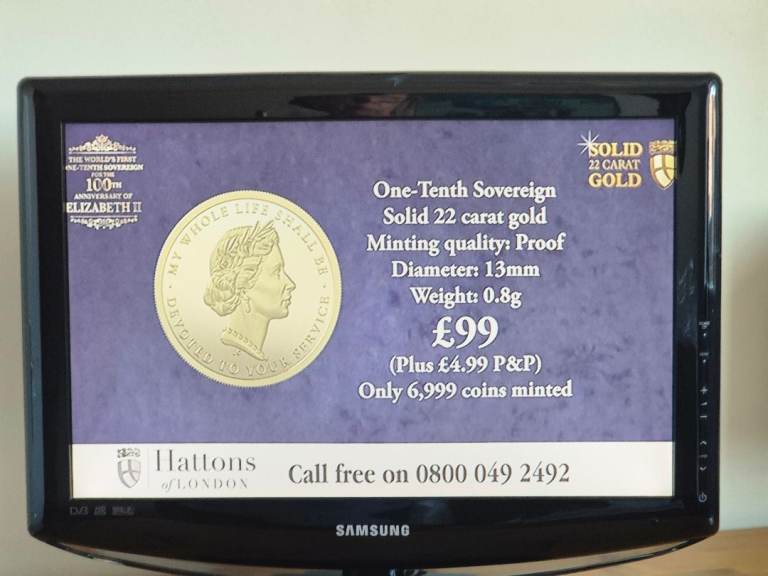 THE WORLD'S FIRST
ONE-TENTH SOVEREIGN
FOR THE
100TH
ANNIVERSARY OF
ELIZABETH II
SOLID
22 CARAT
GOLD
MY WHOLE LIFE SHALL BE
DEVOTED TO YOUR SERVICE
One-Tenth Sovereign
Solid 22 carat gold
Minting quality: Proof
Diameter: 13mm
Weight: 0.8g
£99
(Plus £4.99 P&P)
Only 6,999 coins minted
Hattons
of LONDON
Call free on 0800 049 2492
DVB
SAMSUNG